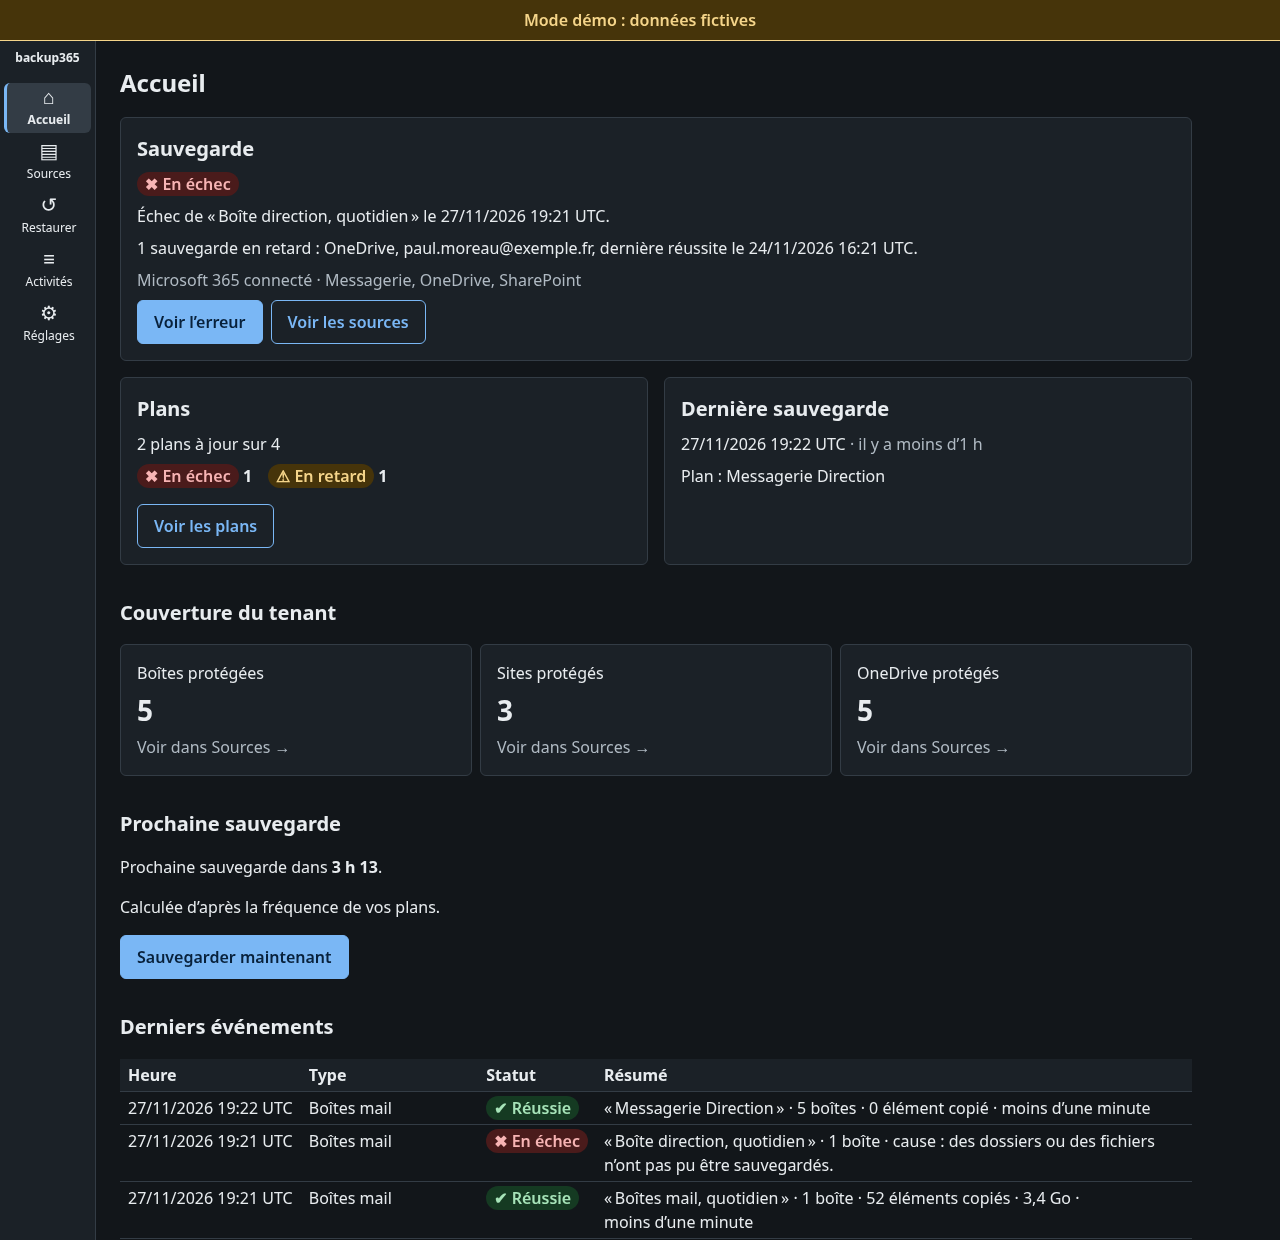 Mode démo : données fictives
backup365
Accueil
Sources
Restaurer
Activités
Réglages
Accueil
Sauvegarde
✖ En échec
Échec de « Boîte direction, quotidien » le 27/11/2026 19:21 UTC.
1 sauvegarde en retard : OneDrive, paul.moreau@exemple.fr, dernière réussite le 24/11/2026 16:21 UTC.
Microsoft 365 connecté · Messagerie, OneDrive, SharePoint
Voir l’erreur Voir les sources
Plans
2 plans à jour sur 4
✖ En échec 1 ⚠ En retard 1
Voir les plans
Dernière sauvegarde
27/11/2026 19:22 UTC · il y a moins d’1 h
Plan : Messagerie Direction
Couverture du tenant
Boîtes protégées
5
Voir dans Sources →
Sites protégés
3
Voir dans Sources →
OneDrive protégés
5
Voir dans Sources →
Prochaine sauvegarde
Prochaine sauvegarde dans 3 h 13.
Calculée d’après la fréquence de vos plans.
Sauvegarder maintenant
Derniers événements
Heure Type Statut Résumé
27/11/2026 19:22 UTC Boîtes mail ✔ Réussie « Messagerie Direction » · 5 boîtes · 0 élément copié · moins d’une minute
27/11/2026 19:21 UTC Boîtes mail ✖ En échec « Boîte direction, quotidien » · 1 boîte · cause : des dossiers ou des fichiers
n’ont pas pu être sauvegardés.
27/11/2026 19:21 UTC Boîtes mail ✔ Réussie « Boîtes mail, quotidien » · 1 boîte · 52 éléments copiés · 3,4 Go ·
moins d’une minute